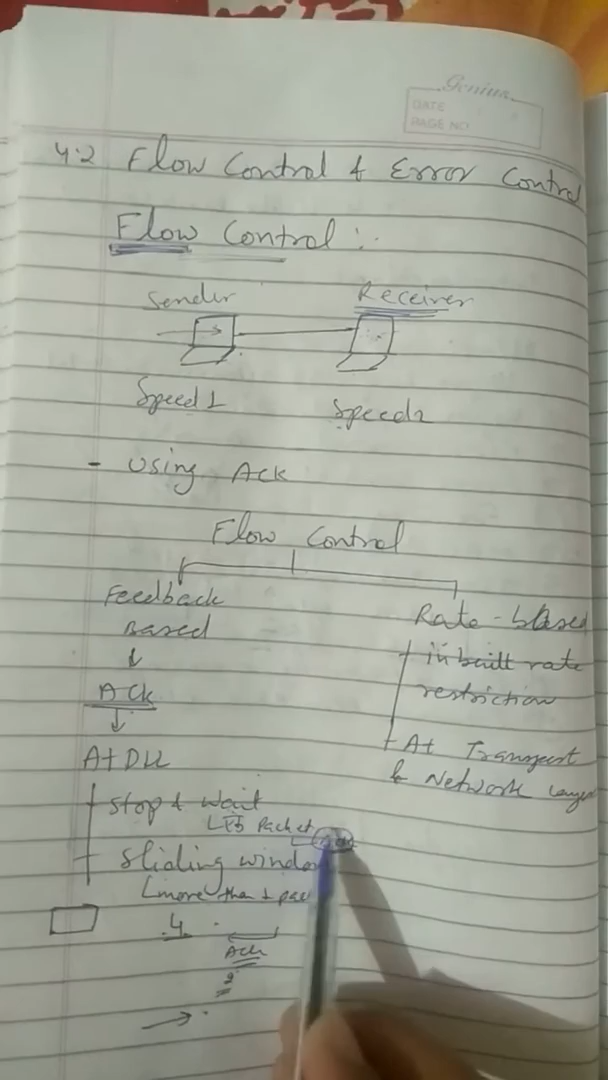 Genius
DATE
PAGE NO
4.2 Flow Control & Error Control
Flow Control :-
Sender Receiver
Speed 1 Speed 2
- Using Ack
Flow Control
Feedback Based
Rate-based
inbuilt rate restriction
ACK
At DLL
At Transport & Network layer
Stop & wait
Packet
Sliding window
more than 1
4
Ack
2